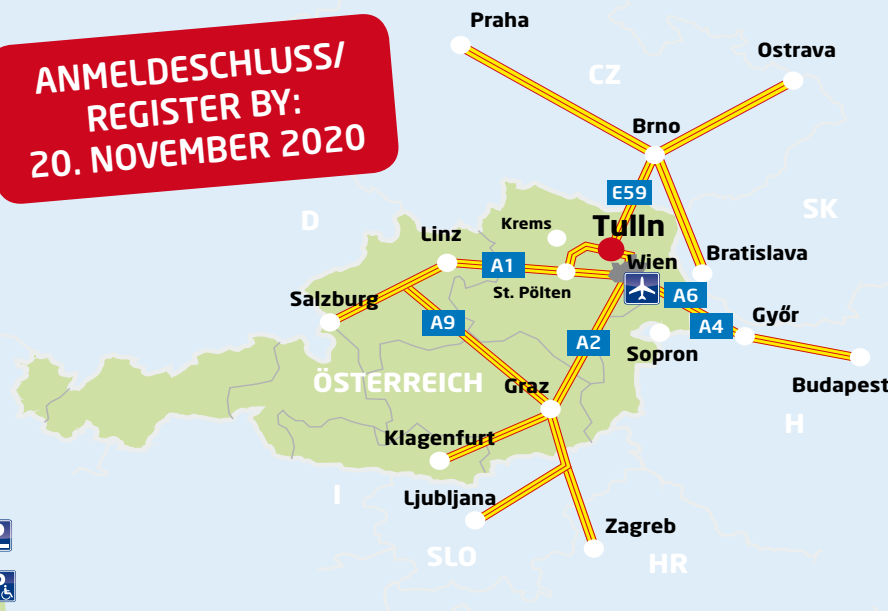 ANMELDESCHLUSS/
REGISTER BY:
20. NOVEMBER 2020
Praha
Ostrava
CZ
Brno
E59
SK
D
Krems
Tulln
Linz
Wien
Bratislava
A1
St. Pölten
A6
Salzburg
A9
A4
Győr
A2
Sopron
ÖSTERREICH
Graz
Budapest
H
Klagenfurt
I
Ljubljana
Zagreb
SLO
HR